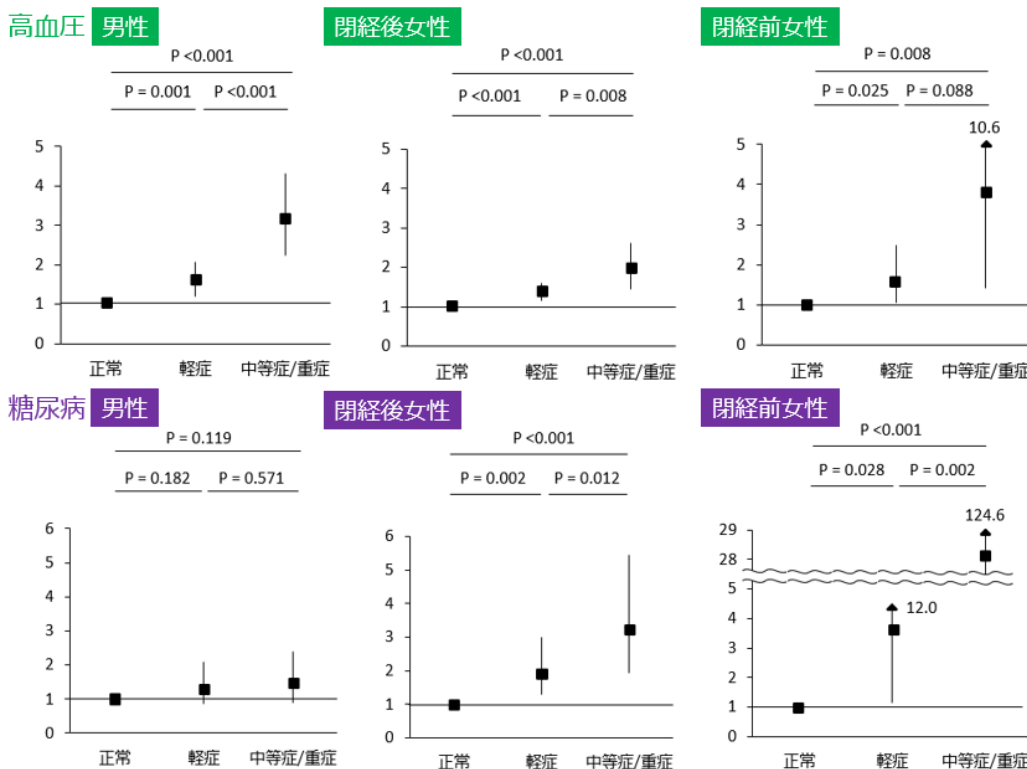 高血圧 男性
P <0.001
P = 0.001 P <0.001
5
4
3
2
1
0
正常 軽症 中等症/重症
閉経後女性
P <0.001
P <0.001 P = 0.008
5
4
3
2
1
0
正常 軽症 中等症/重症
閉経前女性
P = 0.008
P = 0.025 P = 0.088
10.6
5
4
3
2
1
0
正常 軽症 中等症/重症
糖尿病 男性
P = 0.119
P = 0.182 P = 0.571
6
5
4
3
2
1
0
正常 軽症 中等症/重症
閉経後女性
P <0.001
P = 0.002 P = 0.012
6
5
4
3
2
1
0
正常 軽症 中等症/重症
閉経前女性
P <0.001
P = 0.028 P = 0.002
124.6
29
28
5
4
12.0
3
2
1
0
正常 軽症 中等症/重症